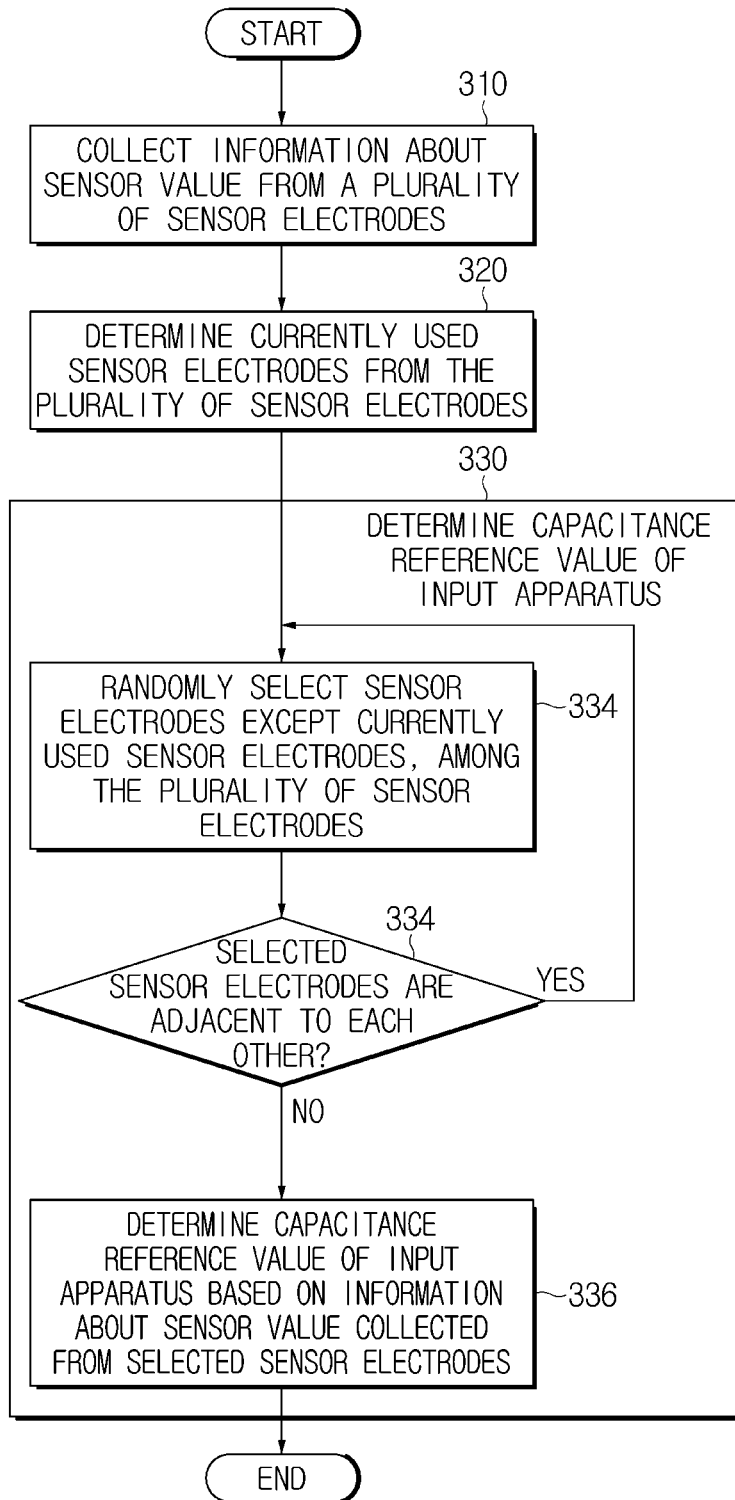 START
310
COLLECT INFORMATION ABOUT
SENSOR VALUE FROM A PLURALITY
OF SENSOR ELECTRODES
320
DETERMINE CURRENTLY USED
SENSOR ELECTRODES FROM THE
PLURALITY OF SENSOR ELECTRODES
330
DETERMINE CAPACITANCE
REFERENCE VALUE OF
INPUT APPARATUS
RANDOMLY SELECT SENSOR
ELECTRODES EXCEPT CURRENTLY
USED SENSOR ELECTRODES, AMONG
THE PLURALITY OF SENSOR
ELECTRODES
334
334
SELECTED
SENSOR ELECTRODES ARE
ADJACENT TO EACH
OTHER?
YES
NO
DETERMINE CAPACITANCE
REFERENCE VALUE OF INPUT
APPARATUS BASED ON INFORMATION
ABOUT SENSOR VALUE COLLECTED
FROM SELECTED SENSOR ELECTRODES
336
END